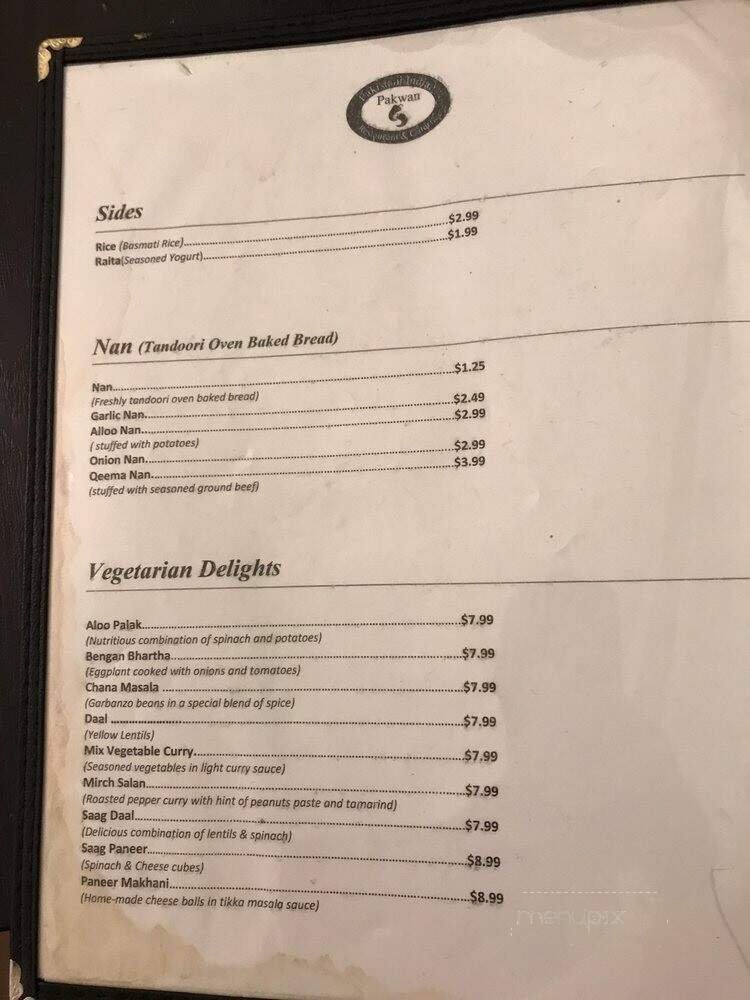 Pakistani Indian
Pakwan
Restaurant & Catering
Sides
Rice (Basmati Rice)..........$2.99
Raita(Seasoned Yogurt)..........$1.99
Nan (Tandoori Oven Baked Bread)
Nan..........$1.25
(Freshly tandoori oven baked bread)
Garlic Nan..........$2.49
Alloo Nan..........$2.99
( stuffed with potatoes)
Onion Nan..........$2.99
Qeema Nan..........$3.99
(stuffed with seasoned ground beef)
Vegetarian Delights
Aloo Palak..........$7.99
(Nutritious combination of spinach and potatoes)
Bengan Bhartha..........$7.99
(Eggplant cooked with onions and tomatoes)
Chana Masala ..........$7.99
(Garbanzo beans in a special blend of spice)
Daal ..........$7.99
(Yellow Lentils)
Mix Vegetable Curry..........$7.99
(Seasoned vegetables in light curry sauce)
Mirch Salan..........$7.99
(Roasted pepper curry with hint of peanuts paste and tamarind)
Saag Daal..........$7.99
(Delicious combination of lentils & spinach)
Saag Paneer..........$8.99
(Spinach & Cheese cubes)
Paneer Makhani..........$8.99
(Home-made cheese balls in tikka masala sauce)
menupix